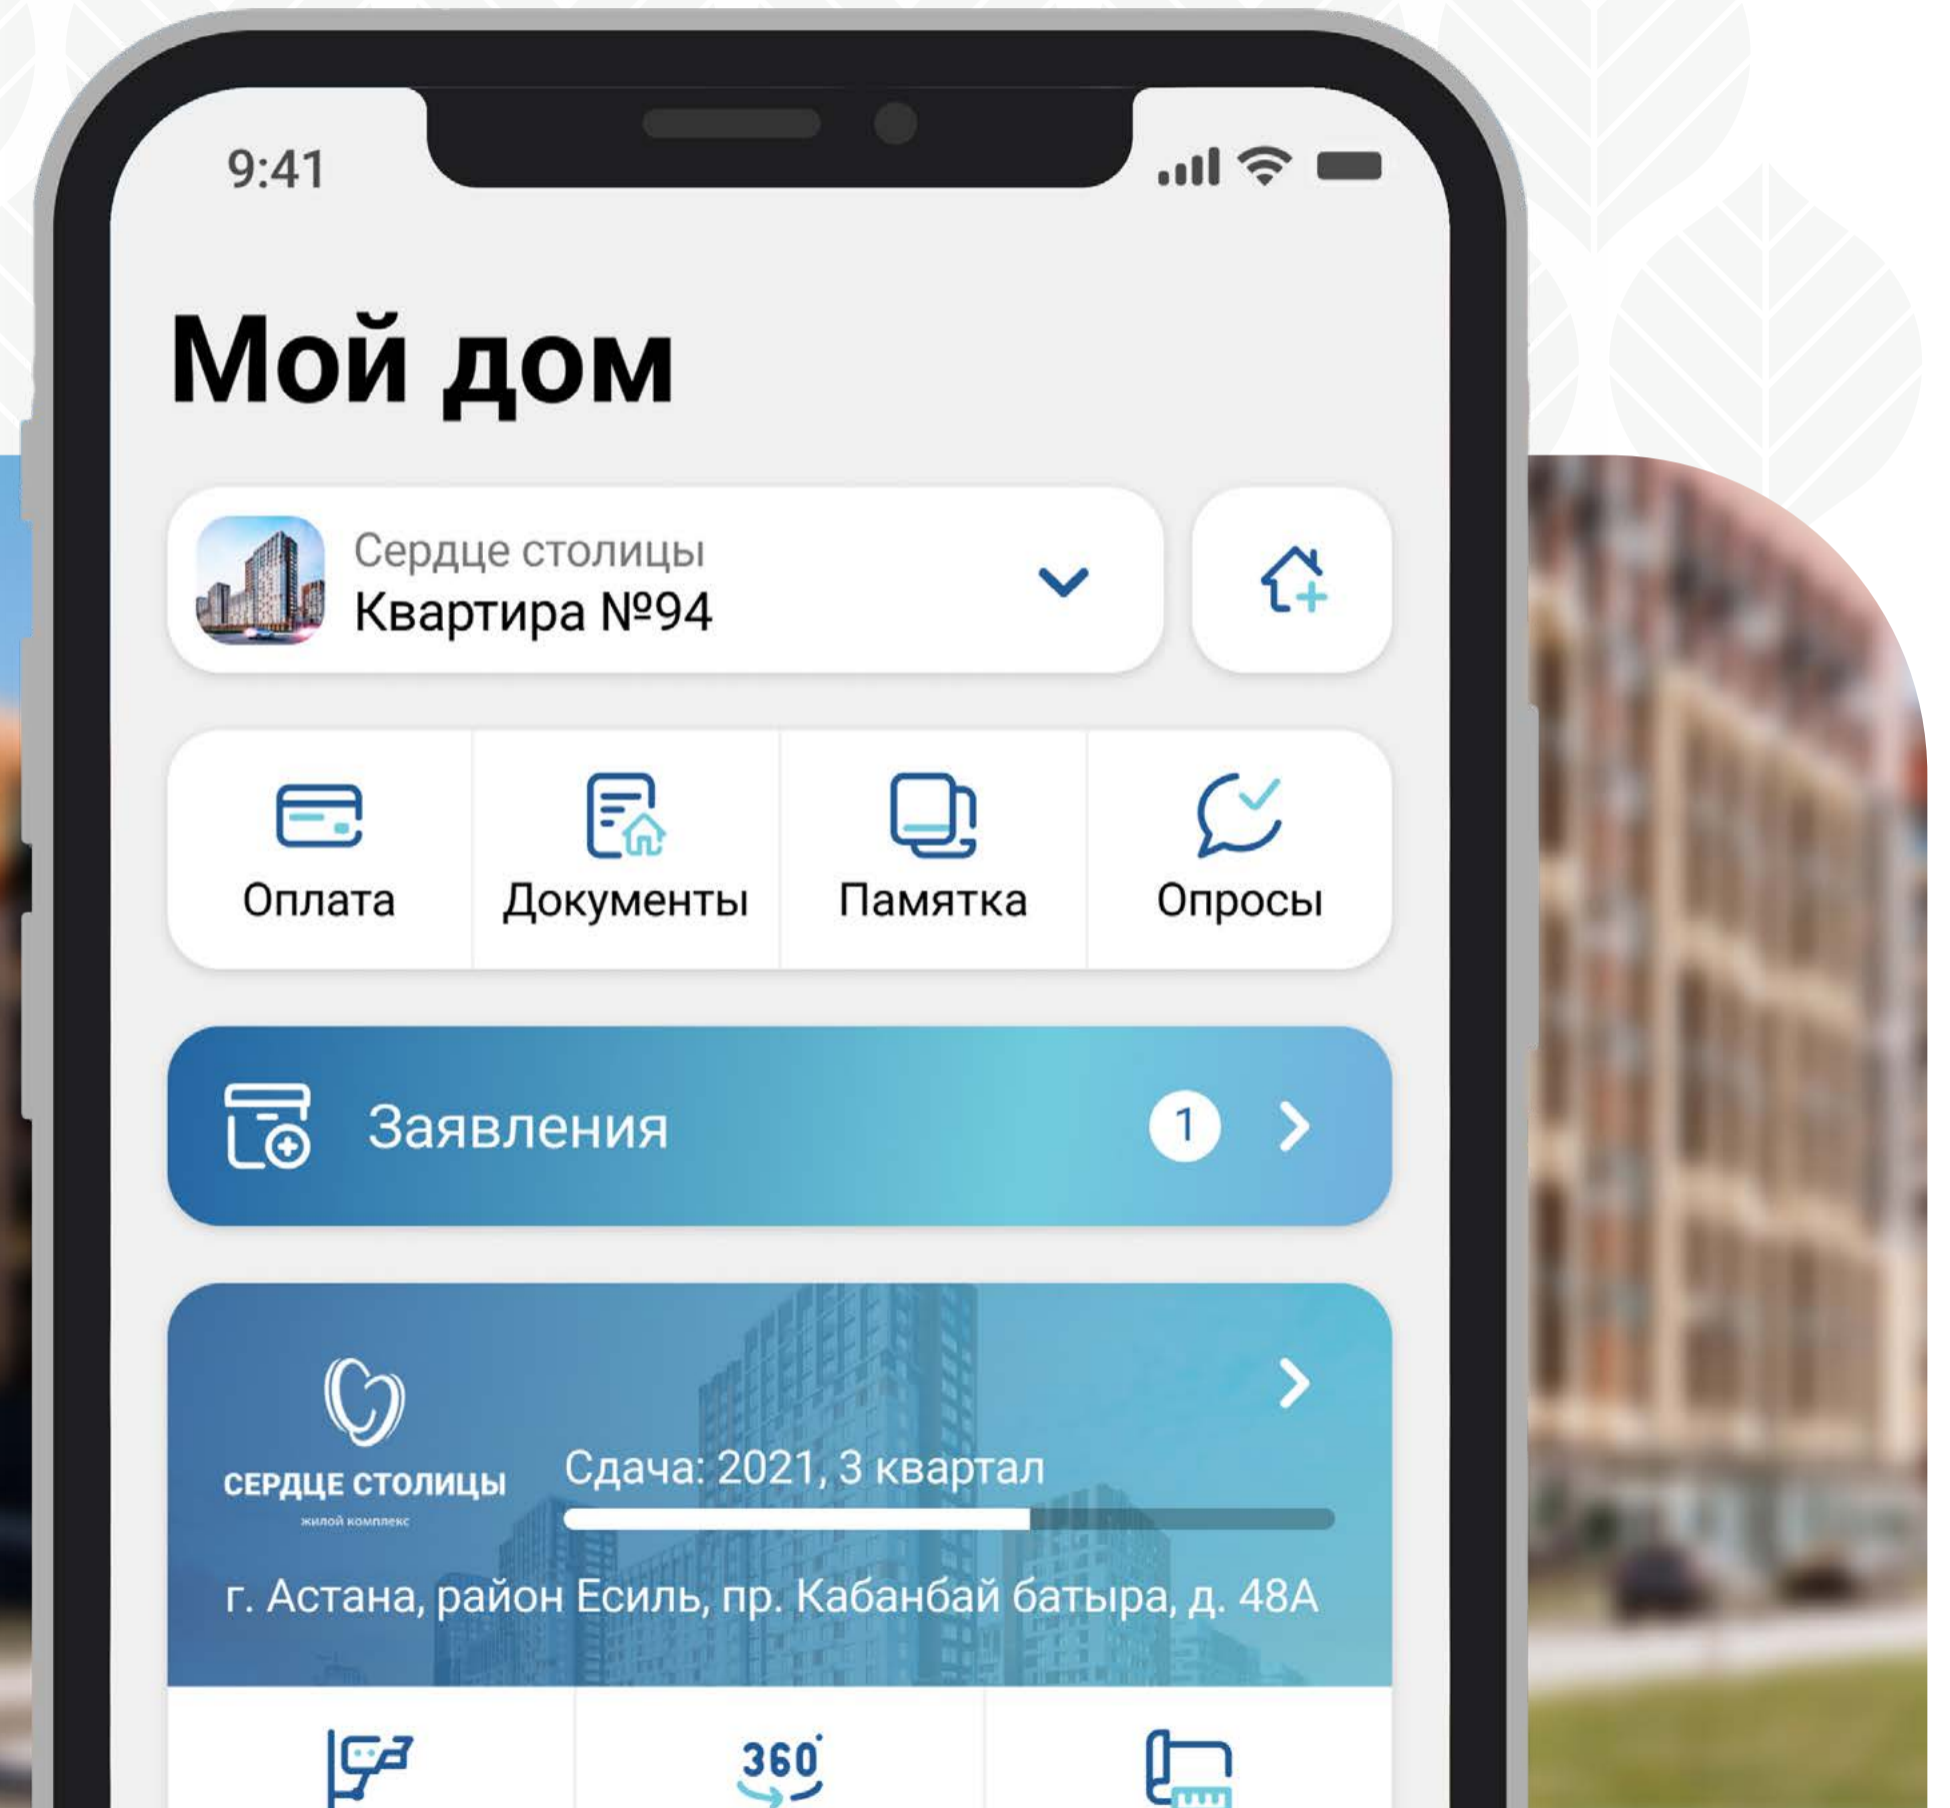 9:41
Мой дом
Сердце столицы
Квартира №94
Оплата
Документы
Памятка
Опросы
Заявления
1
СЕРДЦЕ СТОЛИЦЫ
жилой комплекс
Сдача: 2021, 3 квартал
г. Астана, район Есиль, пр. Кабанбай батыра, д. 48А
360°